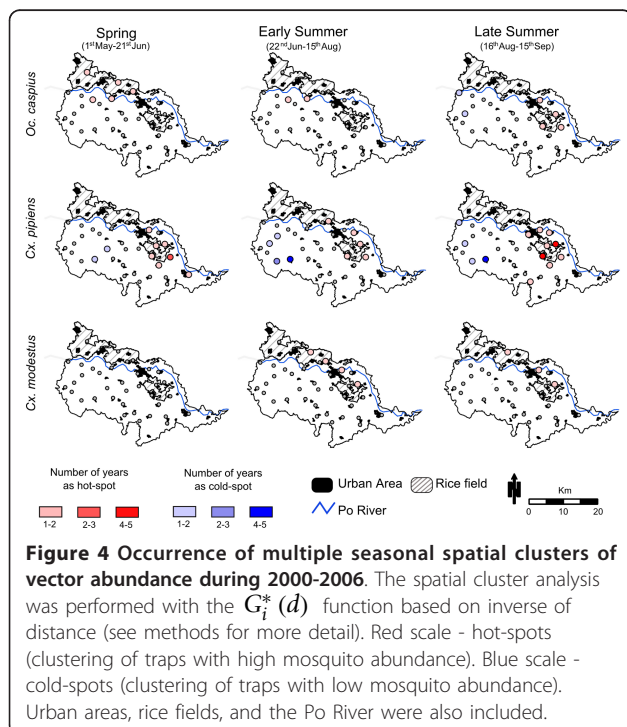 Spring
(1st May-21st Jun)
Early Summer
(22nd Jun-15th Aug)
Late Summer
(16th Aug-15th Sep)
Oc. caspius
Cx. pipiens
Cx. modestus
Number of years
as hot-spot
1-2
2-3
4-5
Number of years
as cold-spot
1-2
2-3
4-5
Urban Area
Rice field
Po River
N
Km
0 10 20
Figure 4 Occurrence of multiple seasonal spatial clusters of
vector abundance during 2000-2006. The spatial cluster analysis
was performed with the G_i^*(d) function based on inverse of
distance (see methods for more detail). Red scale - hot-spots
(clustering of traps with high mosquito abundance). Blue scale -
cold-spots (clustering of traps with low mosquito abundance).
Urban areas, rice fields, and the Po River were also included.